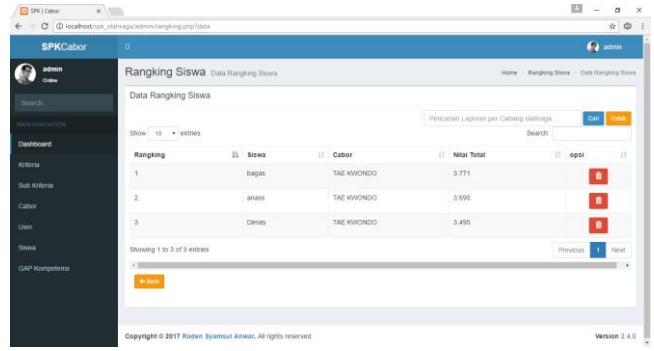 SPK | Cabor
localhost/spk_olahraga/admin/rangking.php?data
SPKCabor
admin
admin
Online
Search...
MAIN NAVIGATION
Dashboard
Kriteria
Sub Kriteria
Cabor
User
Siswa
GAP Kompetensi
Rangking Siswa Data Rangking Siswa
Home Rangking Siswa Data Rangking Siswa
Data Rangking Siswa
Pencarian Laporan per Cabang olahraga ... Cari Cetak
Show 10 entries Search:
Rangking Siswa Cabor Nilai Total opsi
1 bagas TAE KWONDO 3.771
2 anass TAE KWONDO 3.695
3 Dimas TAE KWONDO 3.495
Showing 1 to 3 of 3 entries Previous 1 Next
Back
Copyright © 2017 Raden Syamsul Anwar. All rights reserved. Version 2.4.0